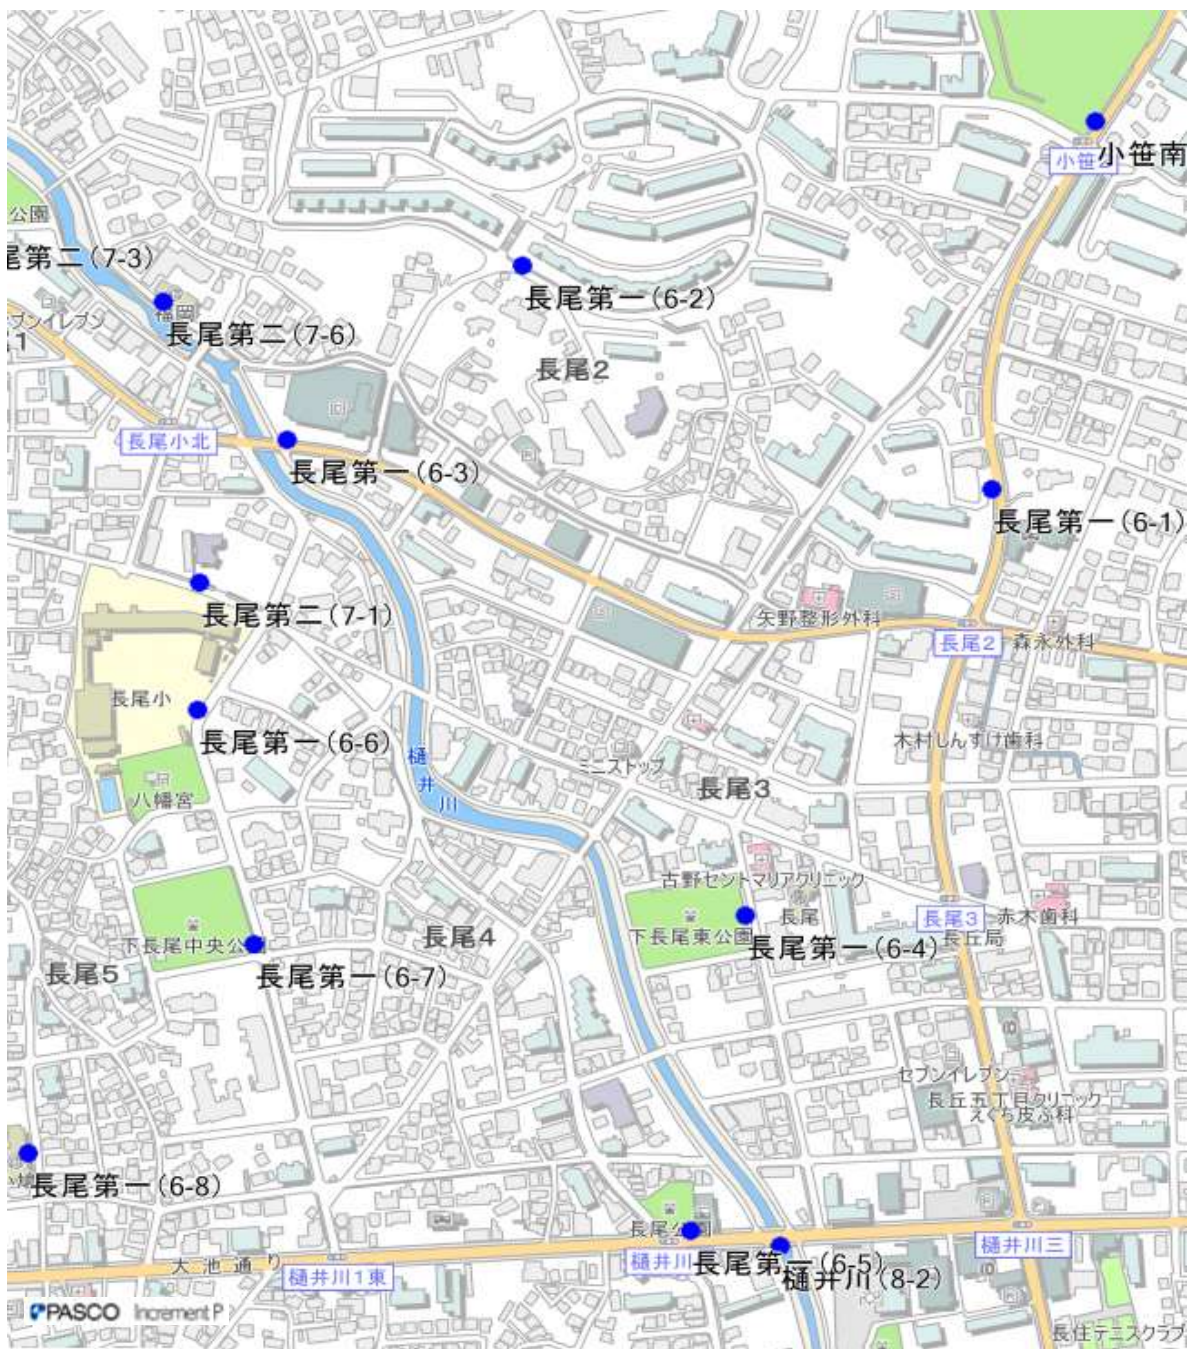 小笹南
公園
尾第二(7-3)
長尾第一(6-2)
福岡
長尾第二(7-6)
長尾2
長尾小北
長尾第一(6-3)
長尾第一(6-1)
長尾第二(7-1)
矢野整形外科
長尾2
森永外科
長尾小
長尾第一(6-6)
樋井川
木村しんすけ歯科
ミニストップ
長尾3
八幡宮
古野セントマリアクリニック
長尾
長尾3
赤木歯科
下長尾中央公園
長尾4
下長尾東公園
長尾第一(6-4)
長丘局
長尾5
長尾第一(6-7)
セブンイレブン
長丘五丁目クリニック
えぐち皮ふ科
長尾第一(6-8)
長尾公園
樋井川三
大池通り
樋井川1東
樋井川
長尾第一(6-5)
樋井川(8-2)
PASCO Increment P
長住テニスクラブ